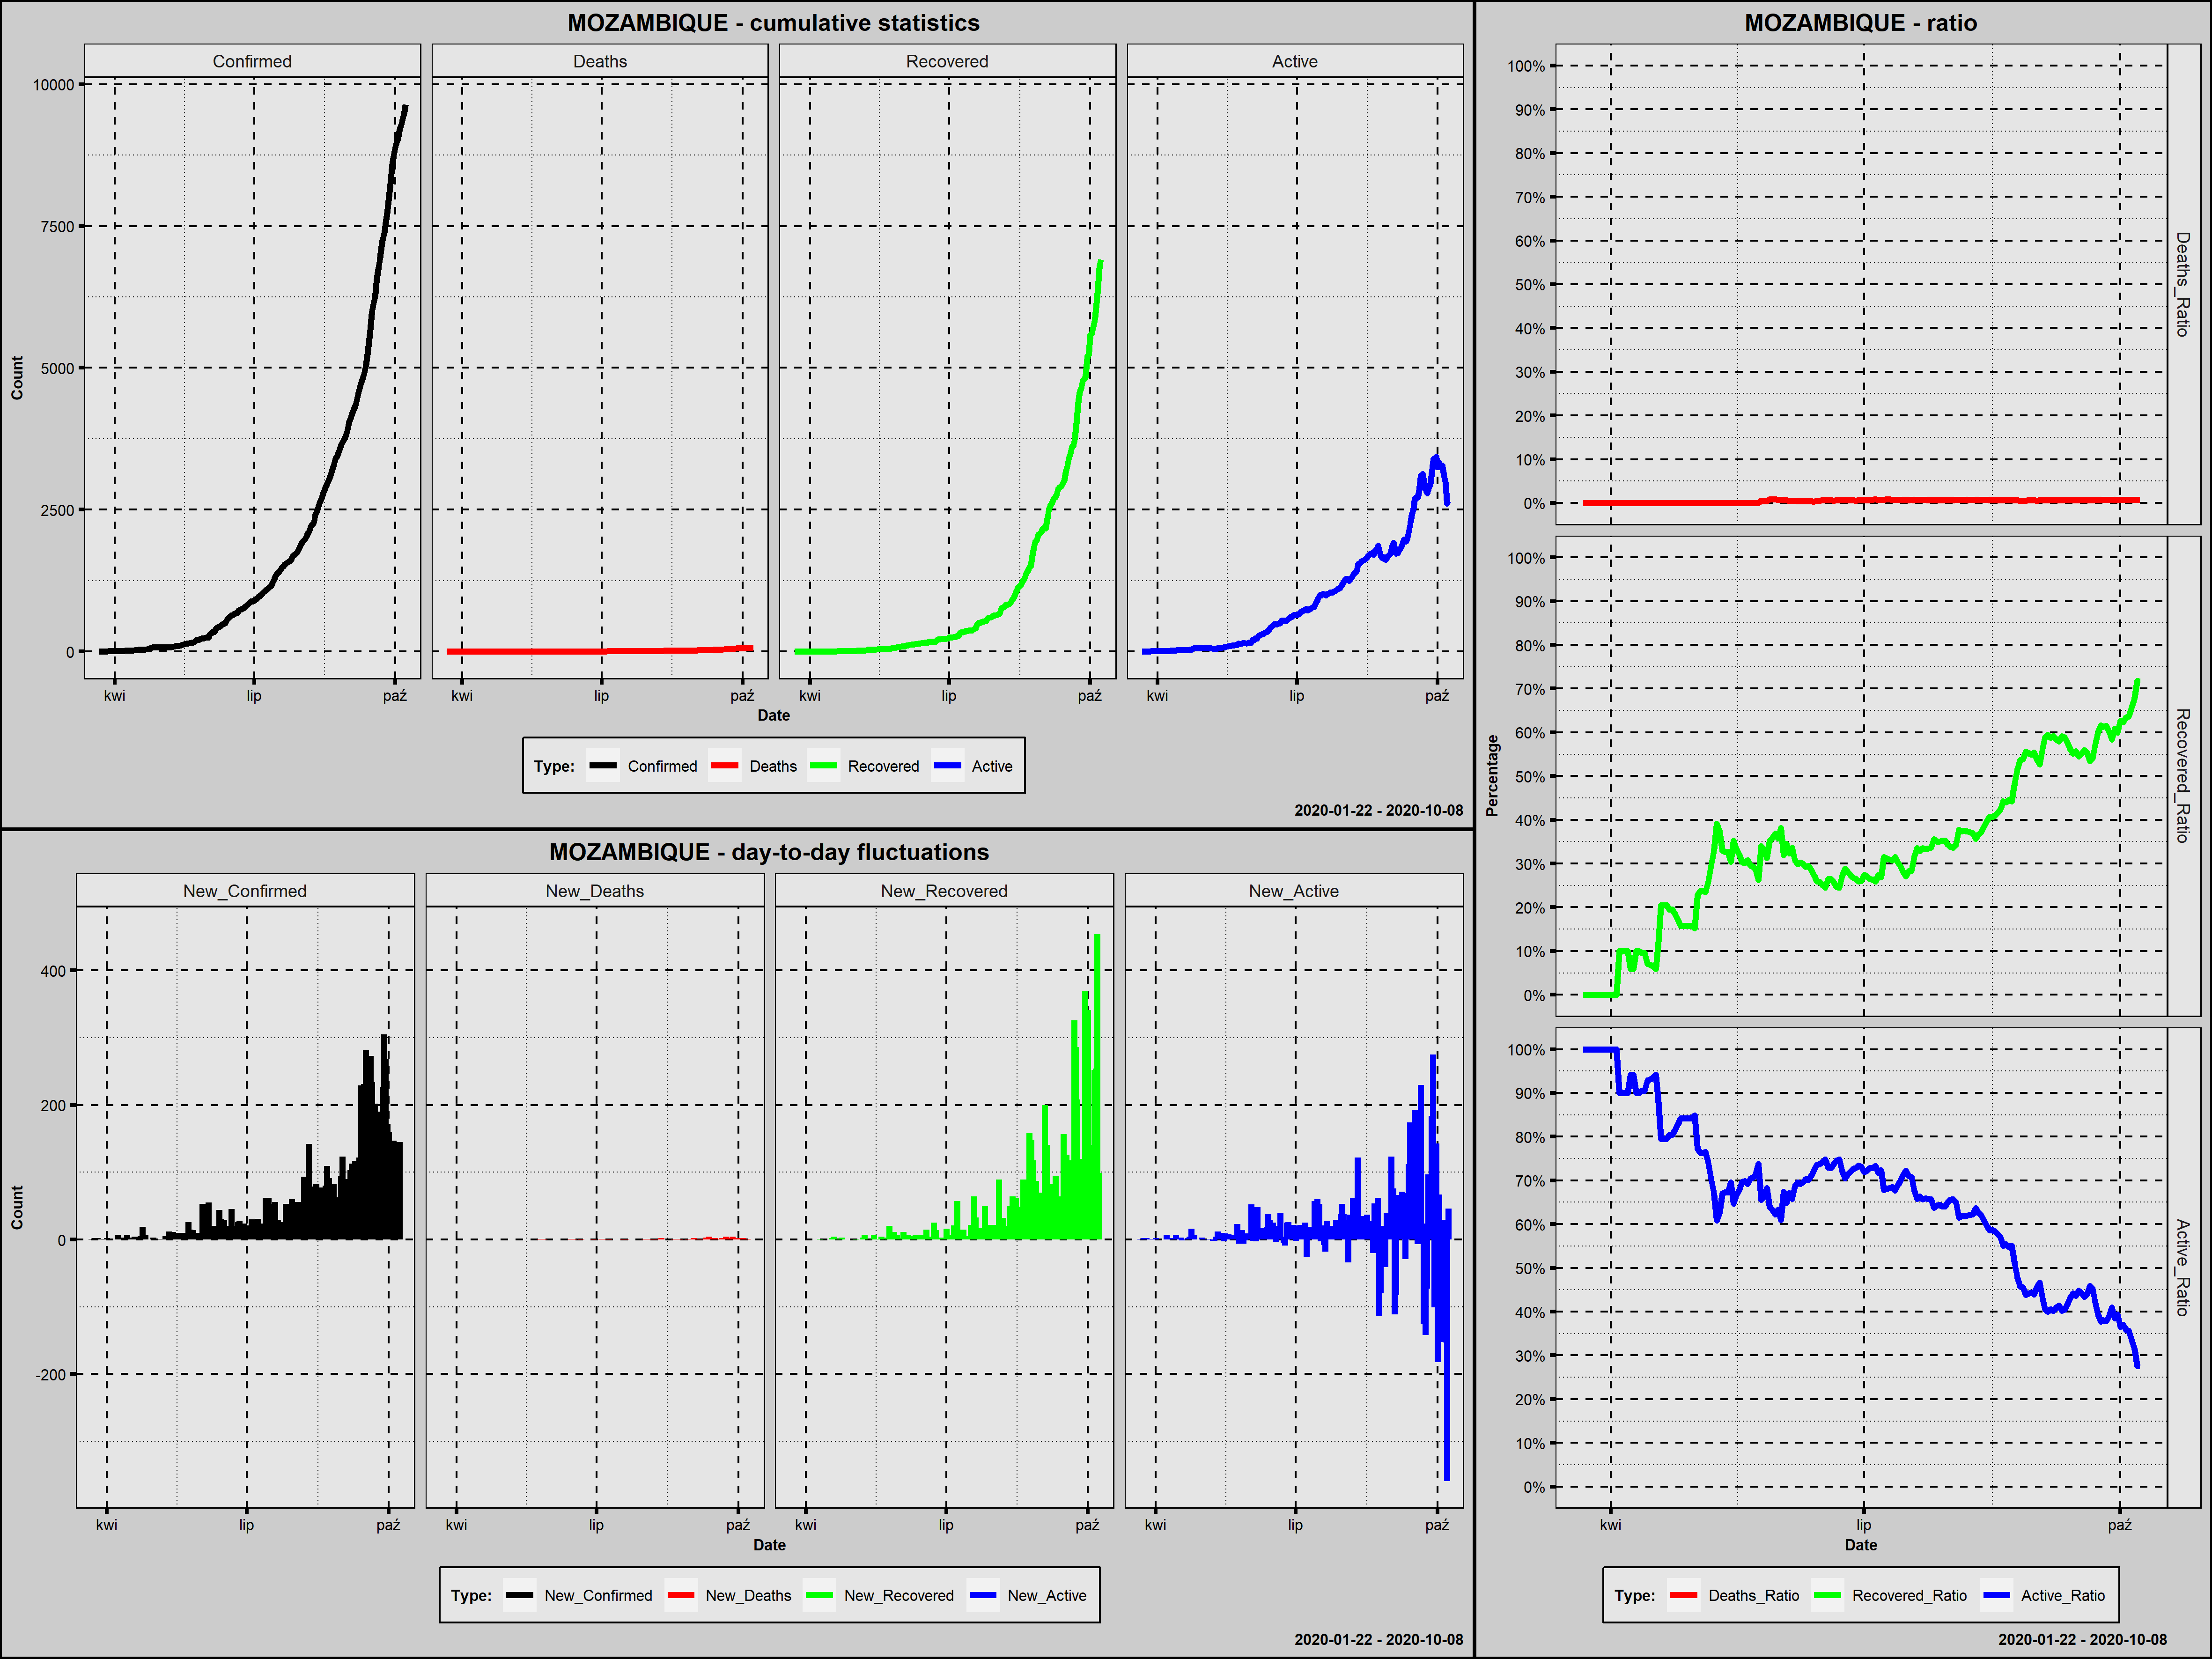 MOZAMBIQUE - cumulative statistics
Confirmed Deaths Recovered Active
10000
7500
5000
2500
0
Count
kwi lip paź kwi lip paź kwi lip paź kwi lip paź
Date
Type: Confirmed Deaths Recovered Active
2020-01-22 - 2020-10-08
MOZAMBIQUE - day-to-day fluctuations
New_Confirmed New_Deaths New_Recovered New_Active
400
200
0
-200
Count
kwi lip paź kwi lip paź kwi lip paź kwi lip paź
Date
Type: New_Confirmed New_Deaths New_Recovered New_Active
2020-01-22 - 2020-10-08
MOZAMBIQUE - ratio
100%
90%
80%
70%
60%
50%
40%
30%
20%
10%
0%
Deaths_Ratio
100%
90%
80%
70%
60%
50%
40%
30%
20%
10%
0%
Recovered_Ratio
Percentage
100%
90%
80%
70%
60%
50%
40%
30%
20%
10%
0%
Active_Ratio
kwi lip paź
Date
Type: Deaths_Ratio Recovered_Ratio Active_Ratio
2020-01-22 - 2020-10-08